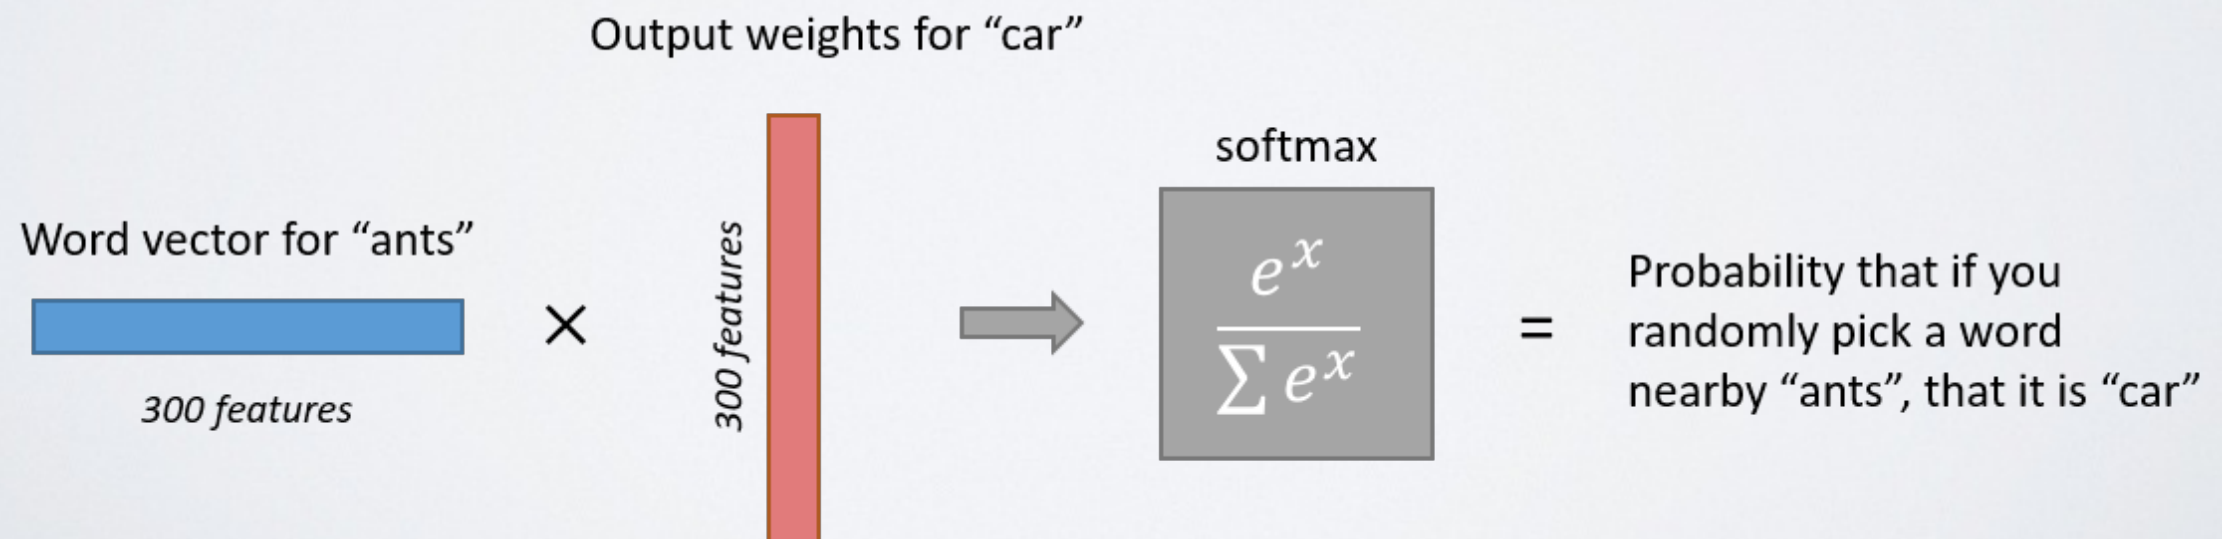 Output weights for “car”
softmax
Word vector for “ants”
300 features
×
300 features
e^x
∑ e^x
=
Probability that if you
randomly pick a word
nearby “ants”, that it is “car”